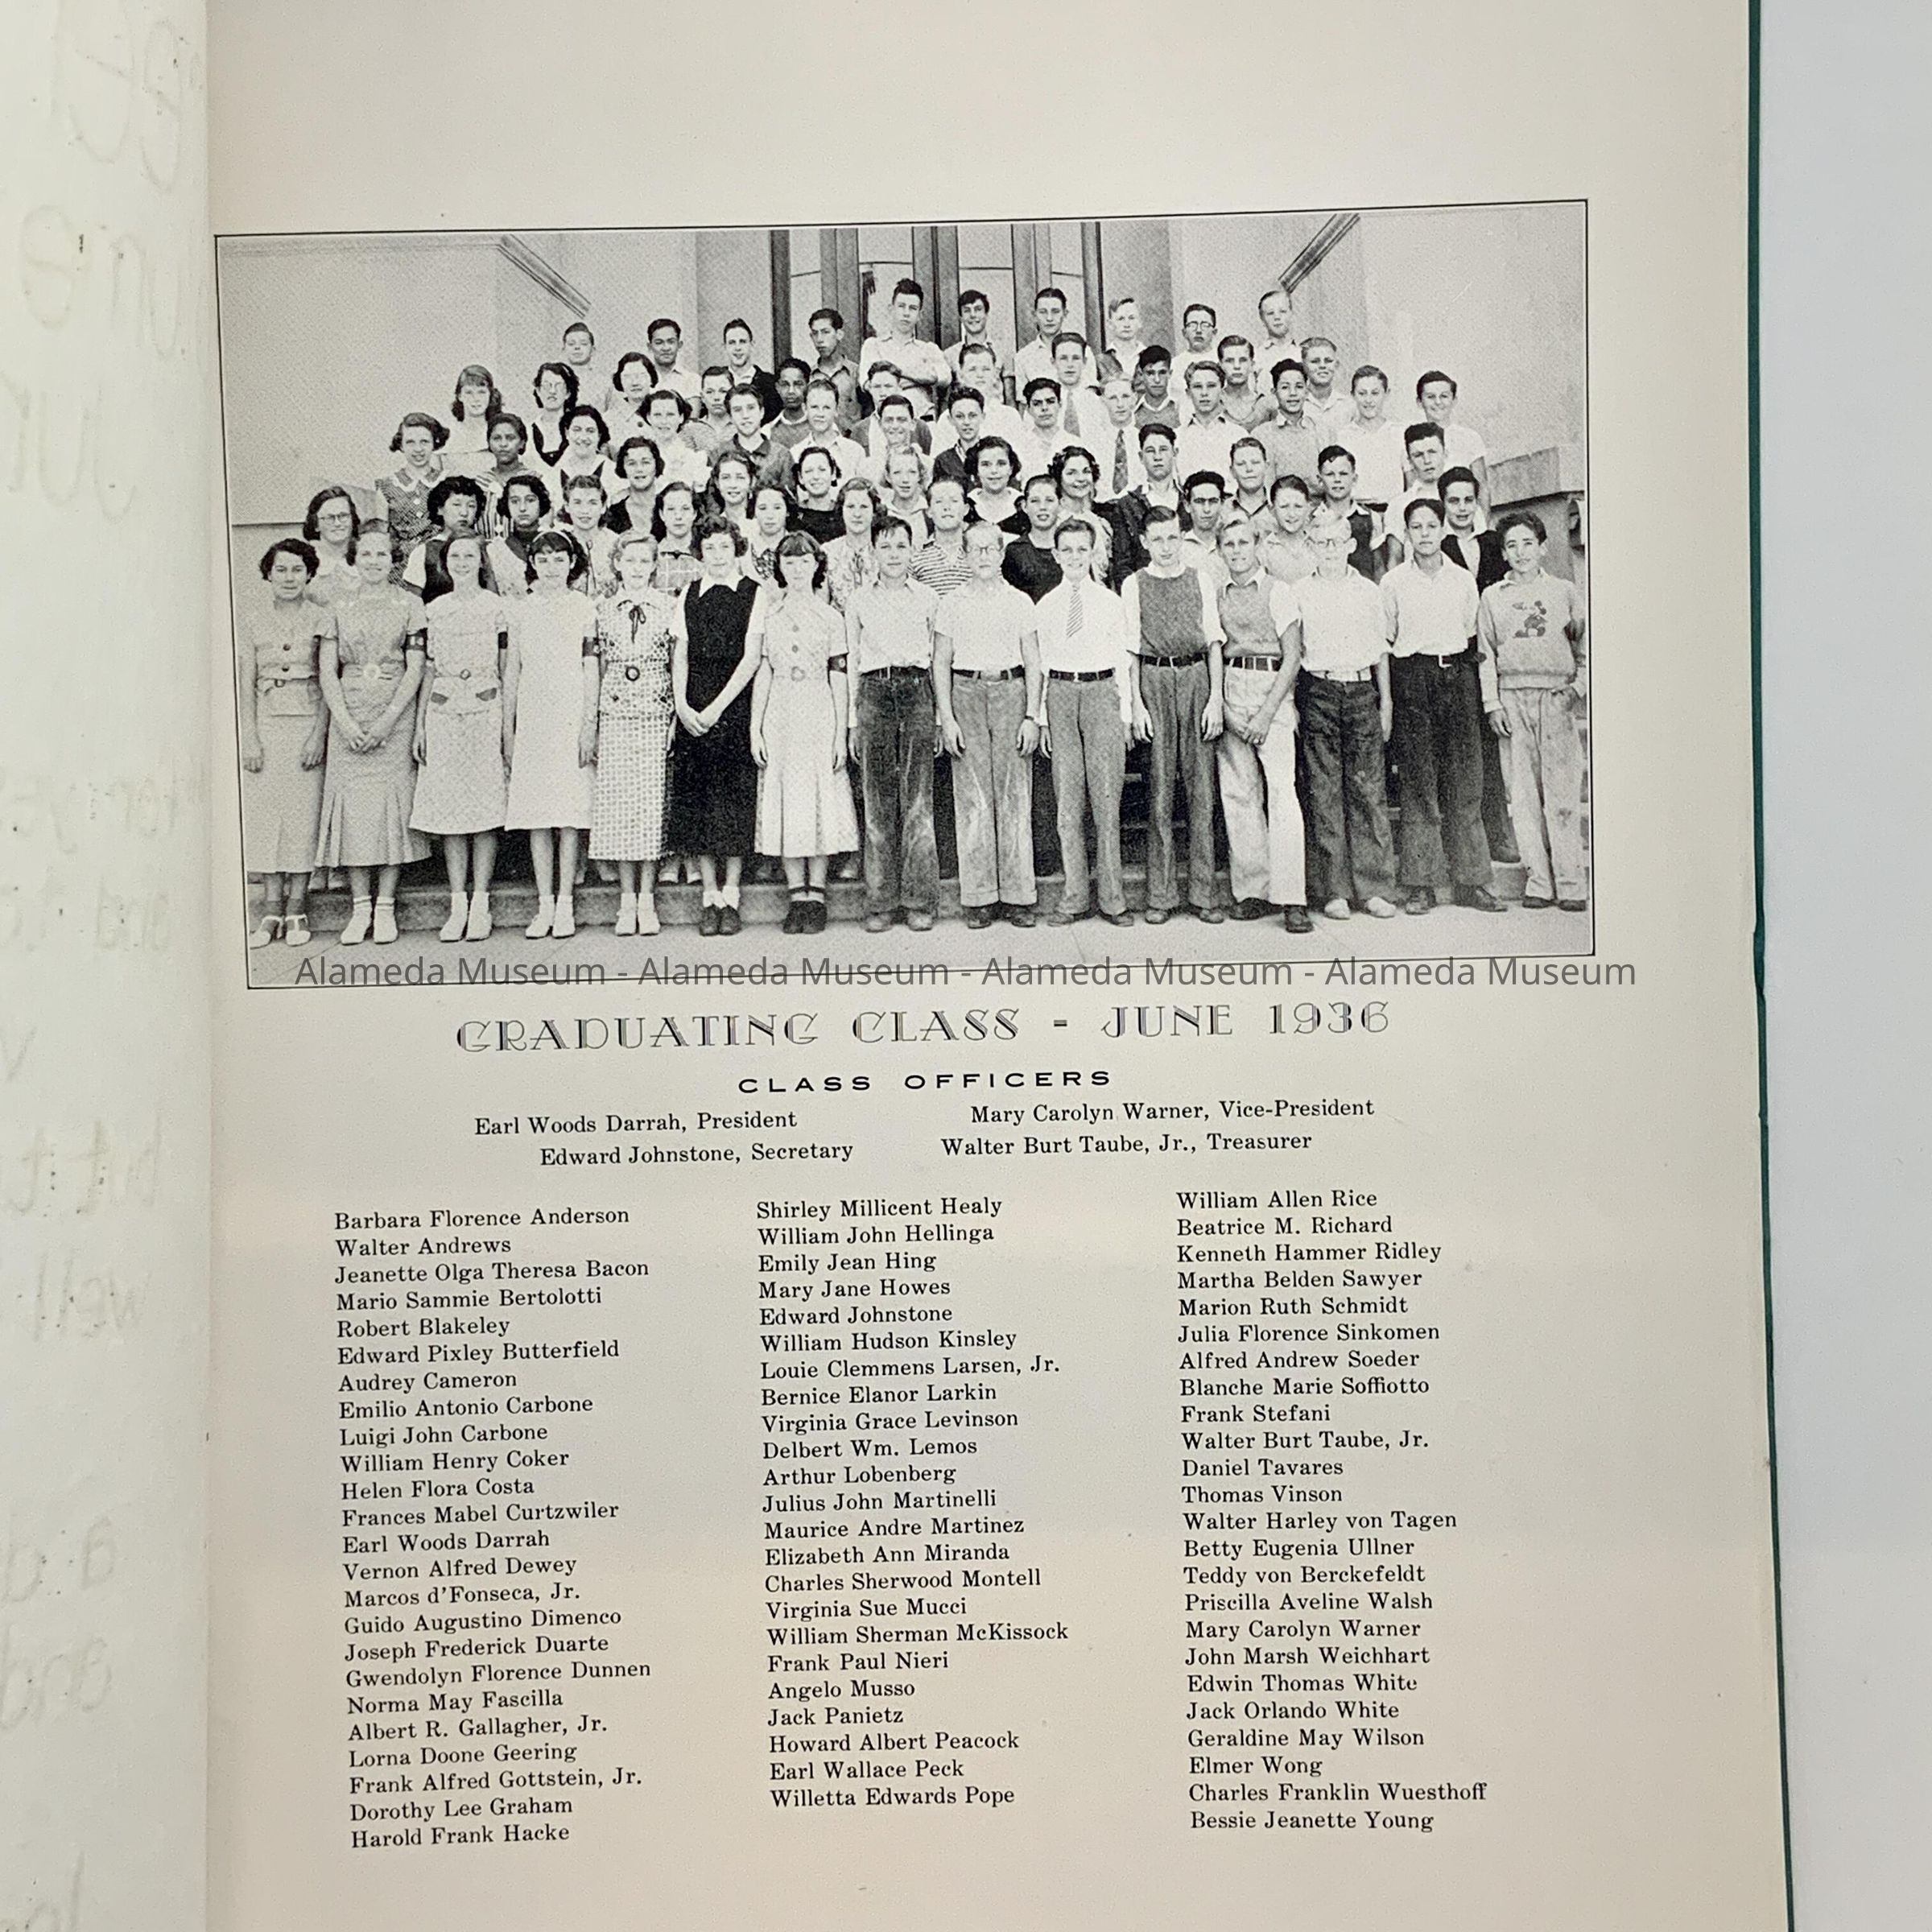 Alameda Museum - Alameda Museum - Alameda Museum - Alameda Museum
GRADUATING CLASS - JUNE 1936
CLASS OFFICERS
Earl Woods Darrah, President
Mary Carolyn Warner, Vice-President
Edward Johnstone, Secretary
Walter Burt Taube, Jr., Treasurer
Barbara Florence Anderson
Walter Andrews
Jeanette Olga Theresa Bacon
Mario Sammie Bertolotti
Robert Blakeley
Edward Pixley Butterfield
Audrey Cameron
Emilio Antonio Carbone
Luigi John Carbone
William Henry Coker
Helen Flora Costa
Frances Mabel Curtzwiler
Earl Woods Darrah
Vernon Alfred Dewey
Marcos d'Fonseca, Jr.
Guido Augustino Dimenco
Joseph Frederick Duarte
Gwendolyn Florence Dunnen
Norma May Fascilla
Albert R. Gallagher, Jr.
Lorna Doone Geering
Frank Alfred Gottstein, Jr.
Dorothy Lee Graham
Harold Frank Hacke
Shirley Millicent Healy
William John Hellinga
Emily Jean Hing
Mary Jane Howes
Edward Johnstone
William Hudson Kinsley
Louie Clemmens Larsen, Jr.
Bernice Elanor Larkin
Virginia Grace Levinson
Delbert Wm. Lemos
Arthur Lobenberg
Julius John Martinelli
Maurice Andre Martinez
Elizabeth Ann Miranda
Charles Sherwood Montell
Virginia Sue Mucci
William Sherman McKissock
Frank Paul Nieri
Angelo Musso
Jack Panietz
Howard Albert Peacock
Earl Wallace Peck
Willetta Edwards Pope
William Allen Rice
Beatrice M. Richard
Kenneth Hammer Ridley
Martha Belden Sawyer
Marion Ruth Schmidt
Julia Florence Sinkomen
Alfred Andrew Soeder
Blanche Marie Soffiotto
Frank Stefani
Walter Burt Taube, Jr.
Daniel Tavares
Thomas Vinson
Walter Harley von Tagen
Betty Eugenia Ullner
Teddy von Berckefeldt
Priscilla Aveline Walsh
Mary Carolyn Warner
John Marsh Weichhart
Edwin Thomas White
Jack Orlando White
Geraldine May Wilson
Elmer Wong
Charles Franklin Wuesthoff
Bessie Jeanette Young